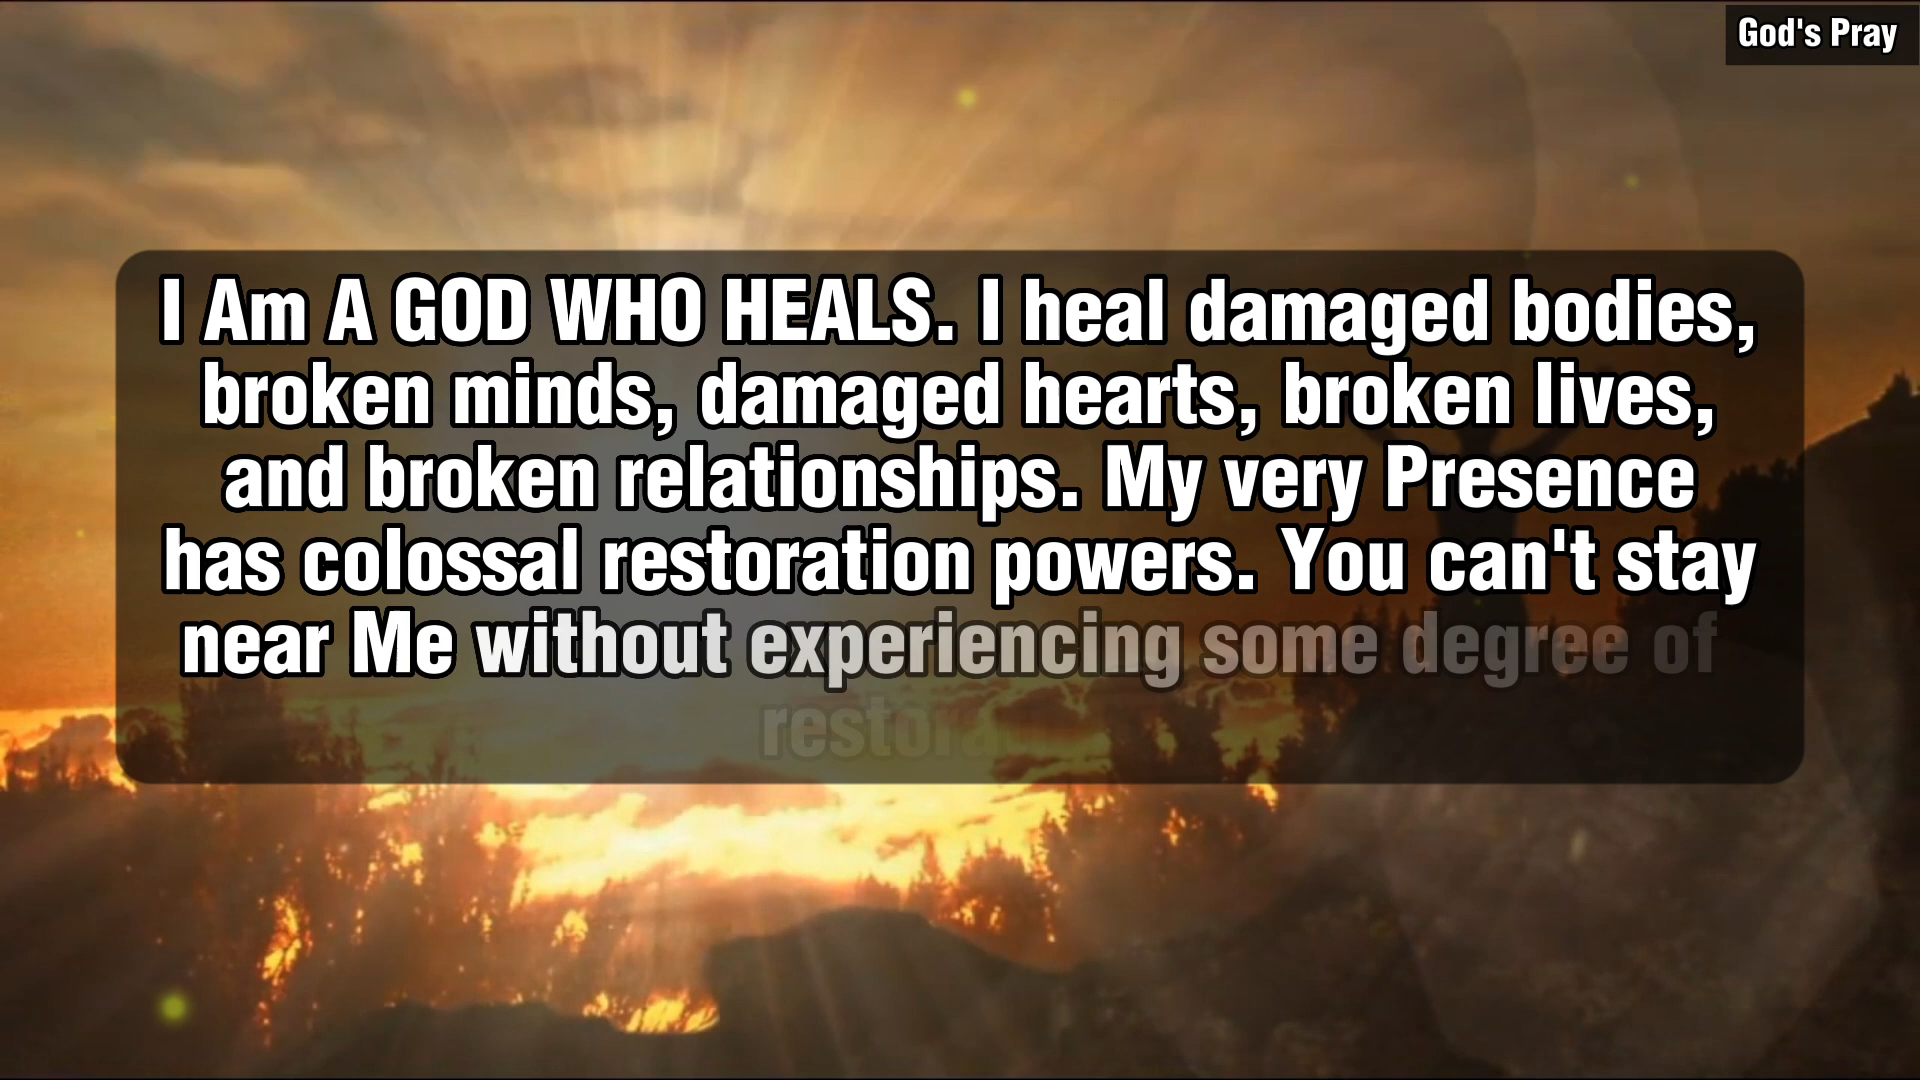 God's Pray
I Am A GOD WHO HEALS. I heal damaged bodies,
broken minds, damaged hearts, broken lives,
and broken relationships. My very Presence
has colossal restoration powers. You can't stay
near Me without experiencing some degree of